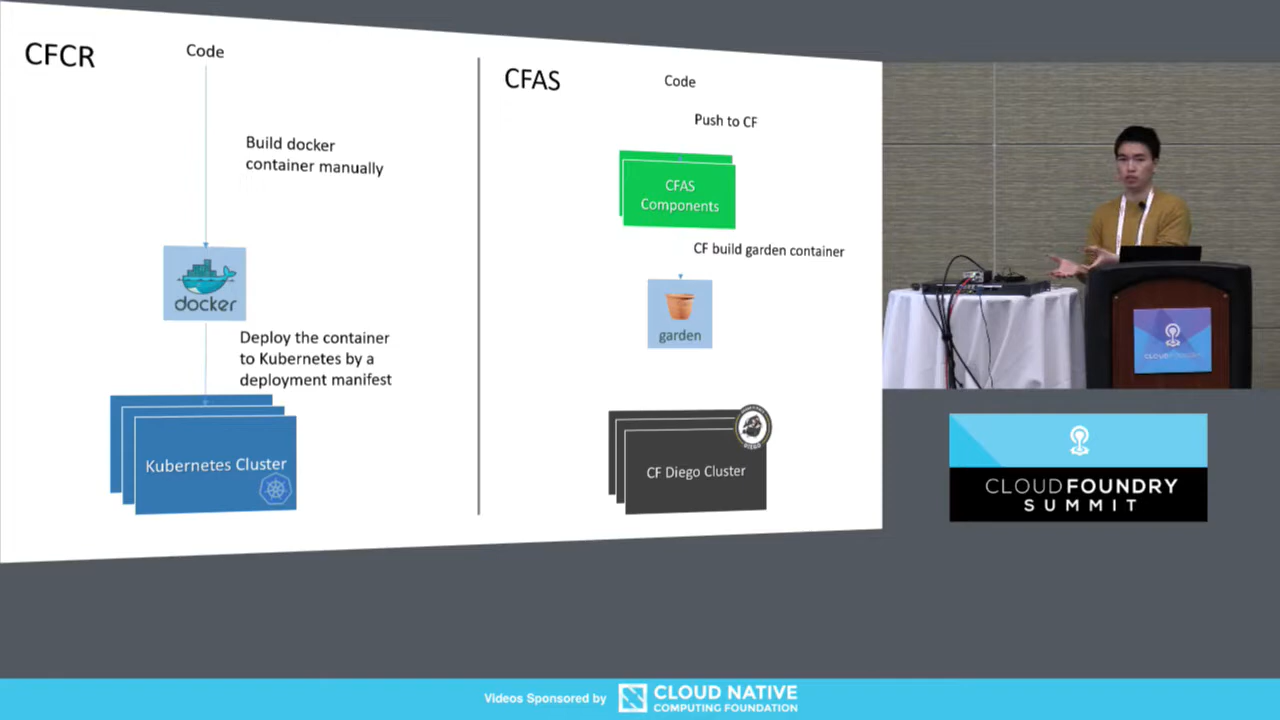 CFCR
Code
Build docker
container manually
docker
Deploy the container
to Kubernetes by a
deployment manifest
Kubernetes Cluster
CFAS
Code
Push to CF
CFAS
Components
CF build garden container
garden
CF Diego Cluster
CLOUDFOUNDRY
CLOUDFOUNDRY
SUMMIT
Videos Sponsored by
CLOUD NATIVE
COMPUTING FOUNDATION